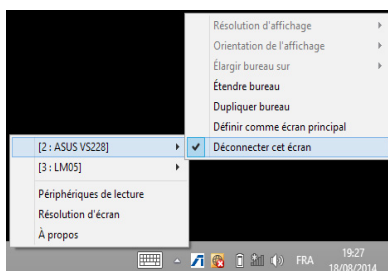 Résolution d'affichage
Orientation de l'affichage
Élargir bureau sur
Étendre bureau
Dupliquer bureau
Définir comme écran principal
Déconnecter cet écran
[2 : ASUS VS228]
[3 : LM05]
Périphériques de lecture
Résolution d'écran
À propos
FRA
19:27
18/08/2014